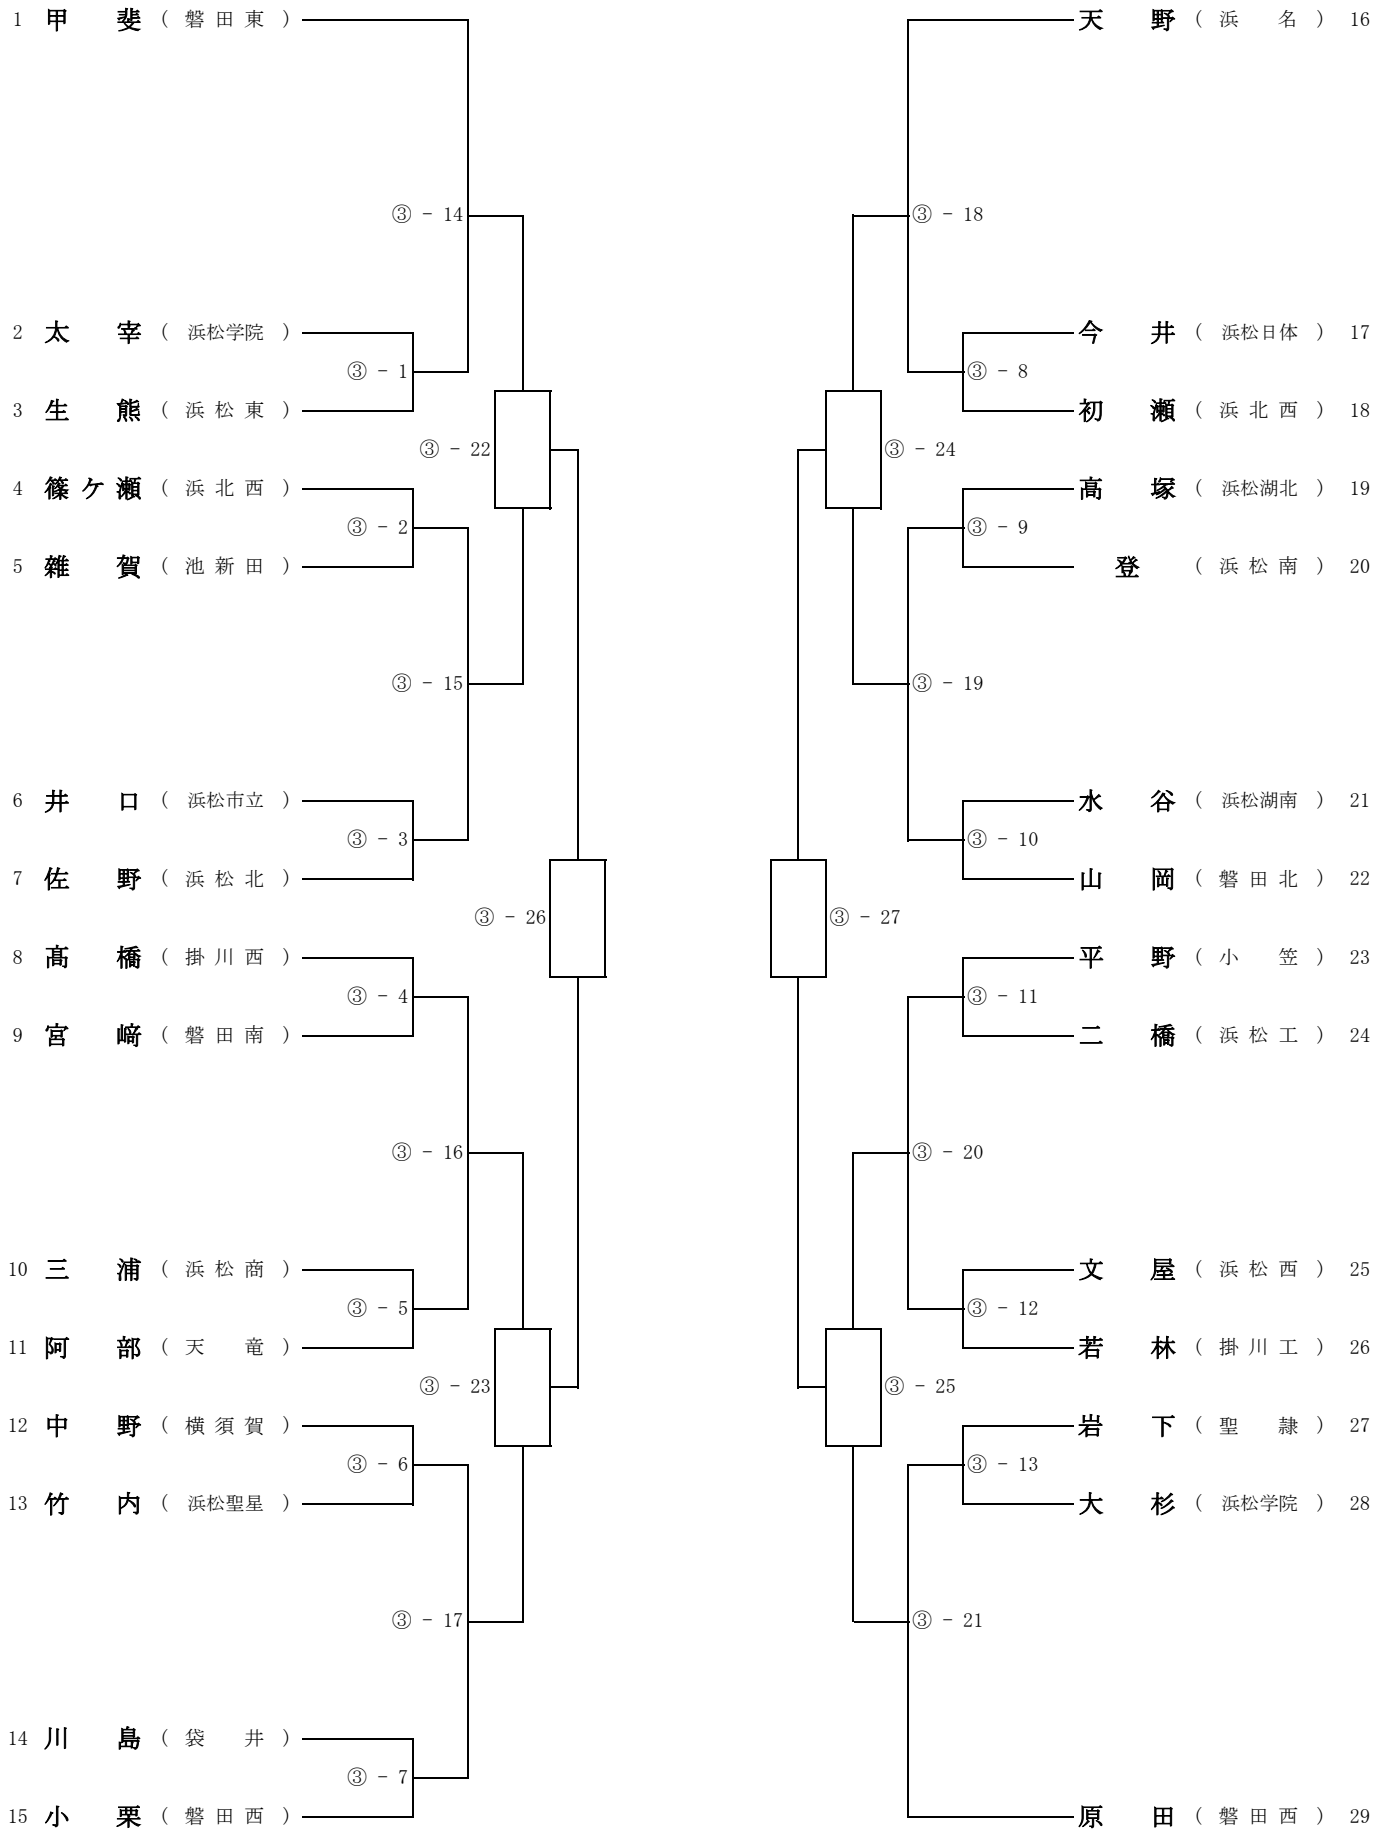 1 甲 斐 ( 磐 田 東 ) 天 野 ( 浜 名 ) 16
③ - 14 ③ - 18
2 太 宰 ( 浜松学院 ) 今 井 ( 浜松日体 ) 17
③ - 1 ③ - 8
3 生 熊 ( 浜 松 東 ) 初 瀬 ( 浜 北 西 ) 18
③ - 22 ③ - 24
4 篠 ケ 瀬 ( 浜 北 西 ) 高 塚 ( 浜松湖北 ) 19
③ - 2 ③ - 9
5 雑 賀 ( 池 新 田 ) 登 ( 浜 松 南 ) 20
③ - 15 ③ - 19
6 井 口 ( 浜松市立 ) 水 谷 ( 浜松湖南 ) 21
③ - 3 ③ - 10
7 佐 野 ( 浜 松 北 ) 山 岡 ( 磐 田 北 ) 22
③ - 26 ③ - 27
8 髙 橋 ( 掛 川 西 ) 平 野 ( 小 笠 ) 23
③ - 4 ③ - 11
9 宮 﨑 ( 磐 田 南 ) 二 橋 ( 浜 松 工 ) 24
③ - 16 ③ - 20
10 三 浦 ( 浜 松 商 ) 文 屋 ( 浜 松 西 ) 25
③ - 5 ③ - 12
11 阿 部 ( 天 竜 ) 若 林 ( 掛 川 工 ) 26
③ - 23 ③ - 25
12 中 野 ( 横 須 賀 ) 岩 下 ( 聖 隷 ) 27
③ - 6 ③ - 13
13 竹 内 ( 浜松聖星 ) 大 杉 ( 浜松学院 ) 28
③ - 17 ③ - 21
14 川 島 ( 袋 井 )
③ - 7
15 小 栗 ( 磐 田 西 ) 原 田 ( 磐 田 西 ) 29